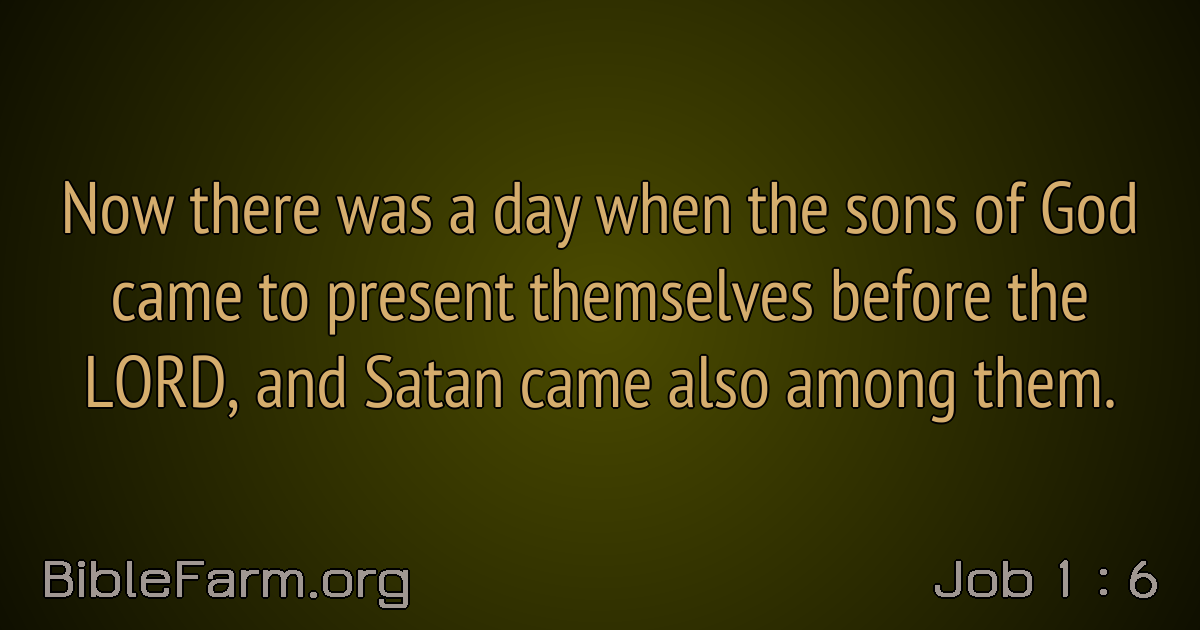 Now there was a day when the sons of God
came to present themselves before the
LORD, and Satan came also among them.
BibleFarm.org
Job 1 : 6